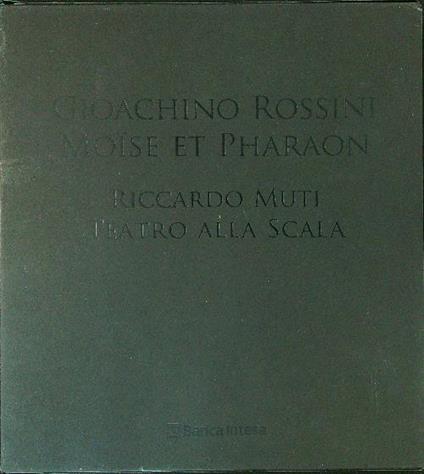 GIOACHINO ROSSINI
MOÏSE ET PHARAON
RICCARDO MUTI
TEATRO ALLA SCALA
Banca Intesa